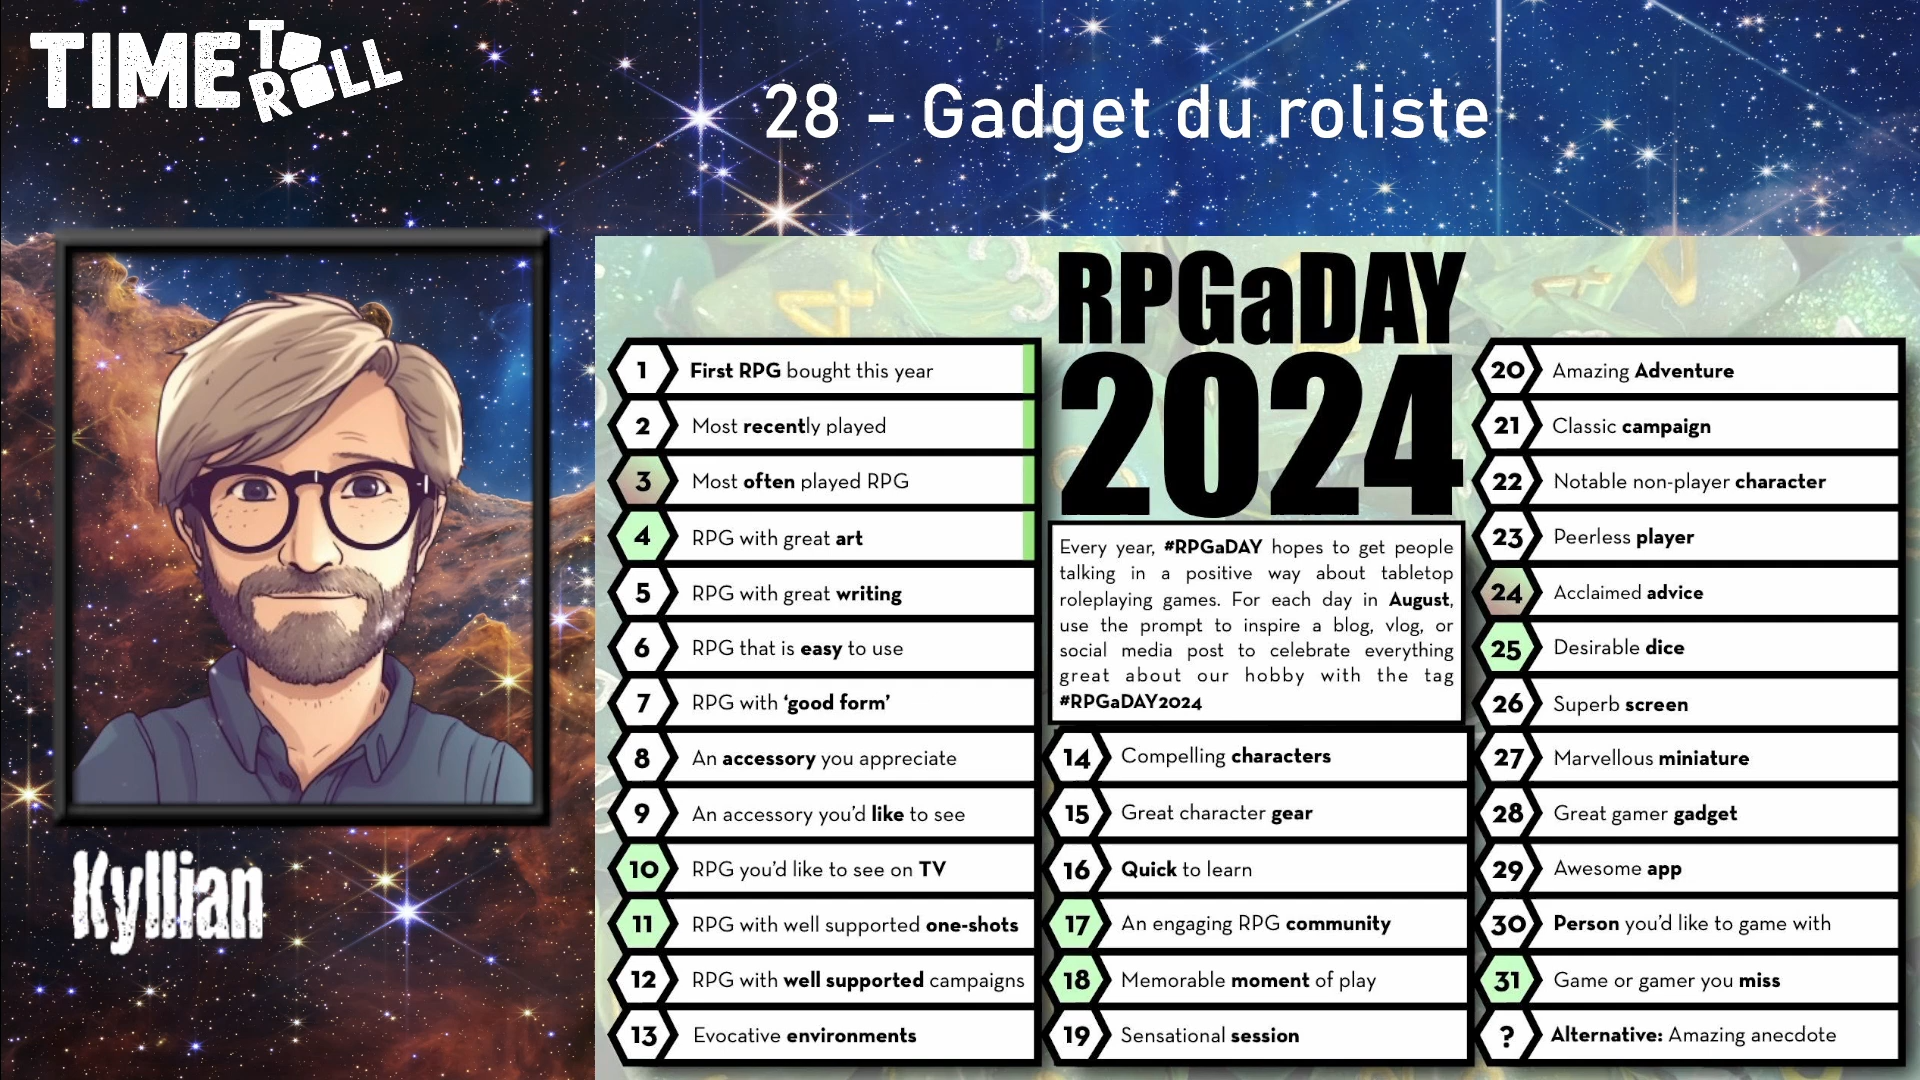 TIME TO ROLL
28 - Gadget du roliste
Kyllian
RPGaDAY
2024
1 First RPG bought this year
2 Most recently played
3 Most often played RPG
4 RPG with great art
5 RPG with great writing
6 RPG that is easy to use
7 RPG with ‘good form’
8 An accessory you appreciate
9 An accessory you’d like to see
10 RPG you’d like to see on TV
11 RPG with well supported one-shots
12 RPG with well supported campaigns
13 Evocative environments
Every year, #RPGaDAY hopes to get people
talking in a positive way about tabletop
roleplaying games. For each day in August,
use the prompt to inspire a blog, vlog, or
social media post to celebrate everything
great about our hobby with the tag
#RPGaDAY2024
14 Compelling characters
15 Great character gear
16 Quick to learn
17 An engaging RPG community
18 Memorable moment of play
19 Sensational session
20 Amazing Adventure
21 Classic campaign
22 Notable non-player character
23 Peerless player
24 Acclaimed advice
25 Desirable dice
26 Superb screen
27 Marvellous miniature
28 Great gamer gadget
29 Awesome app
30 Person you’d like to game with
31 Game or gamer you miss
? Alternative: Amazing anecdote